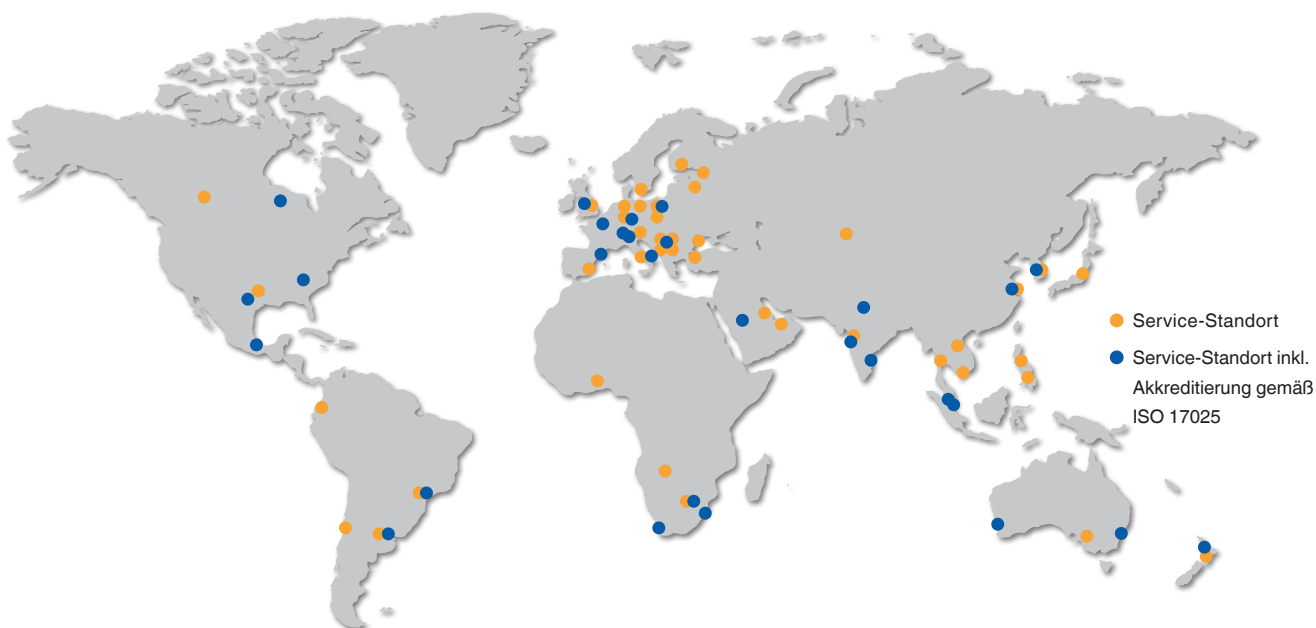 Service-Standort
Service-Standort inkl.
Akkreditierung gemäß
ISO 17025